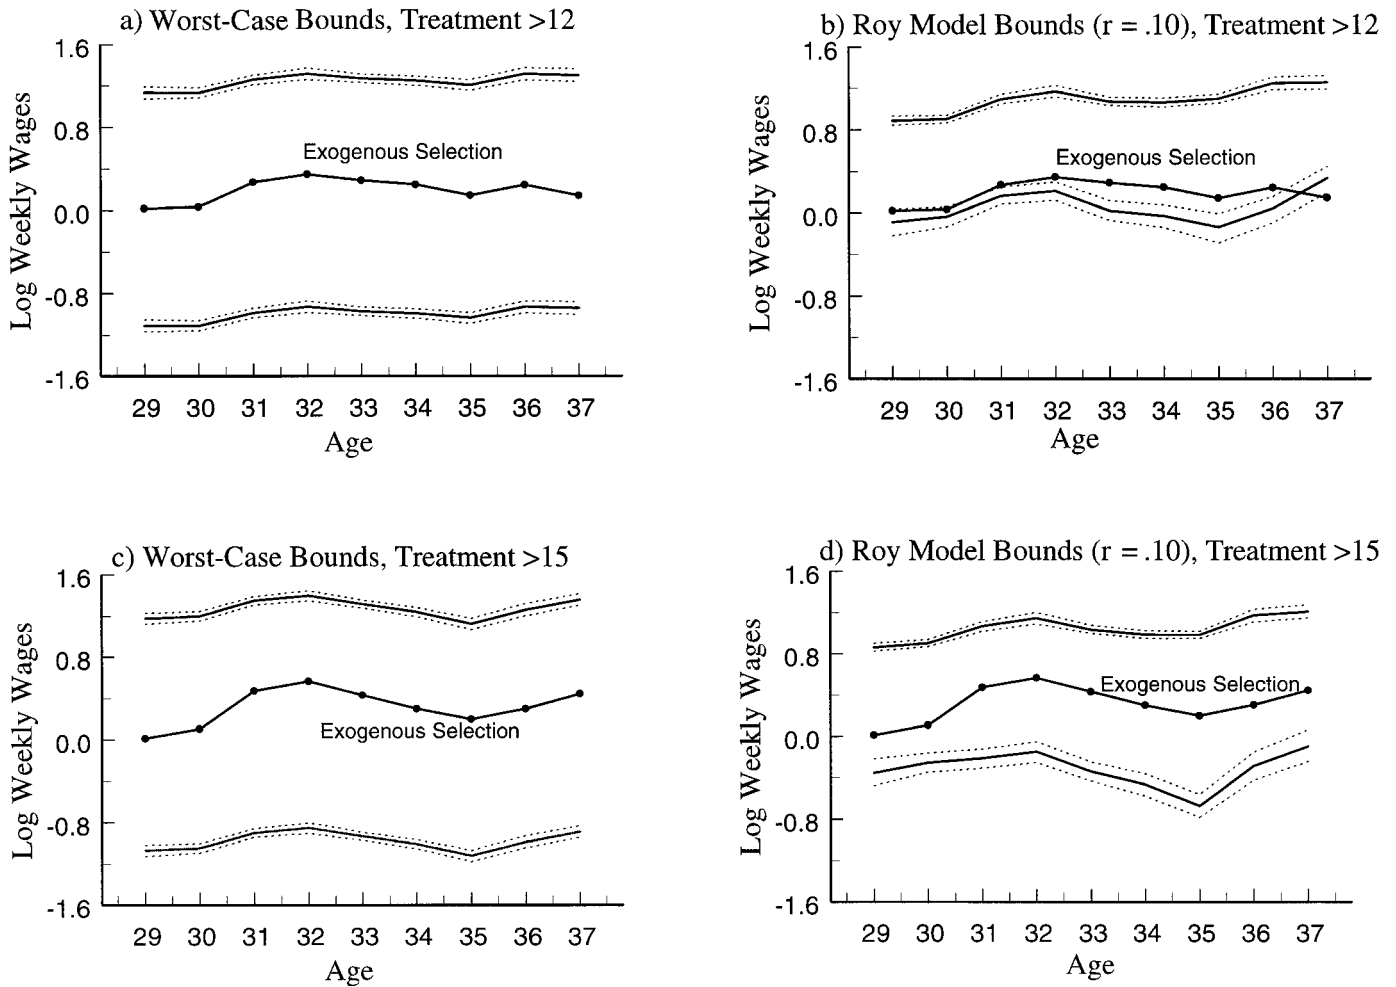 a) Worst-Case Bounds, Treatment >12
Log Weekly Wages
1.6
0.8
0.0
-0.8
-1.6
Exogenous Selection
29 30 31 32 33 34 35 36 37
Age
b) Roy Model Bounds (r = .10), Treatment >12
Log Weekly Wages
1.6
0.8
0.0
-0.8
-1.6
Exogenous Selection
29 30 31 32 33 34 35 36 37
Age
c) Worst-Case Bounds, Treatment >15
Log Weekly Wages
1.6
0.8
0.0
-0.8
-1.6
Exogenous Selection
29 30 31 32 33 34 35 36 37
Age
d) Roy Model Bounds (r = .10), Treatment >15
Log Weekly Wages
1.6
0.8
0.0
-0.8
-1.6
Exogenous Selection
29 30 31 32 33 34 35 36 37
Age